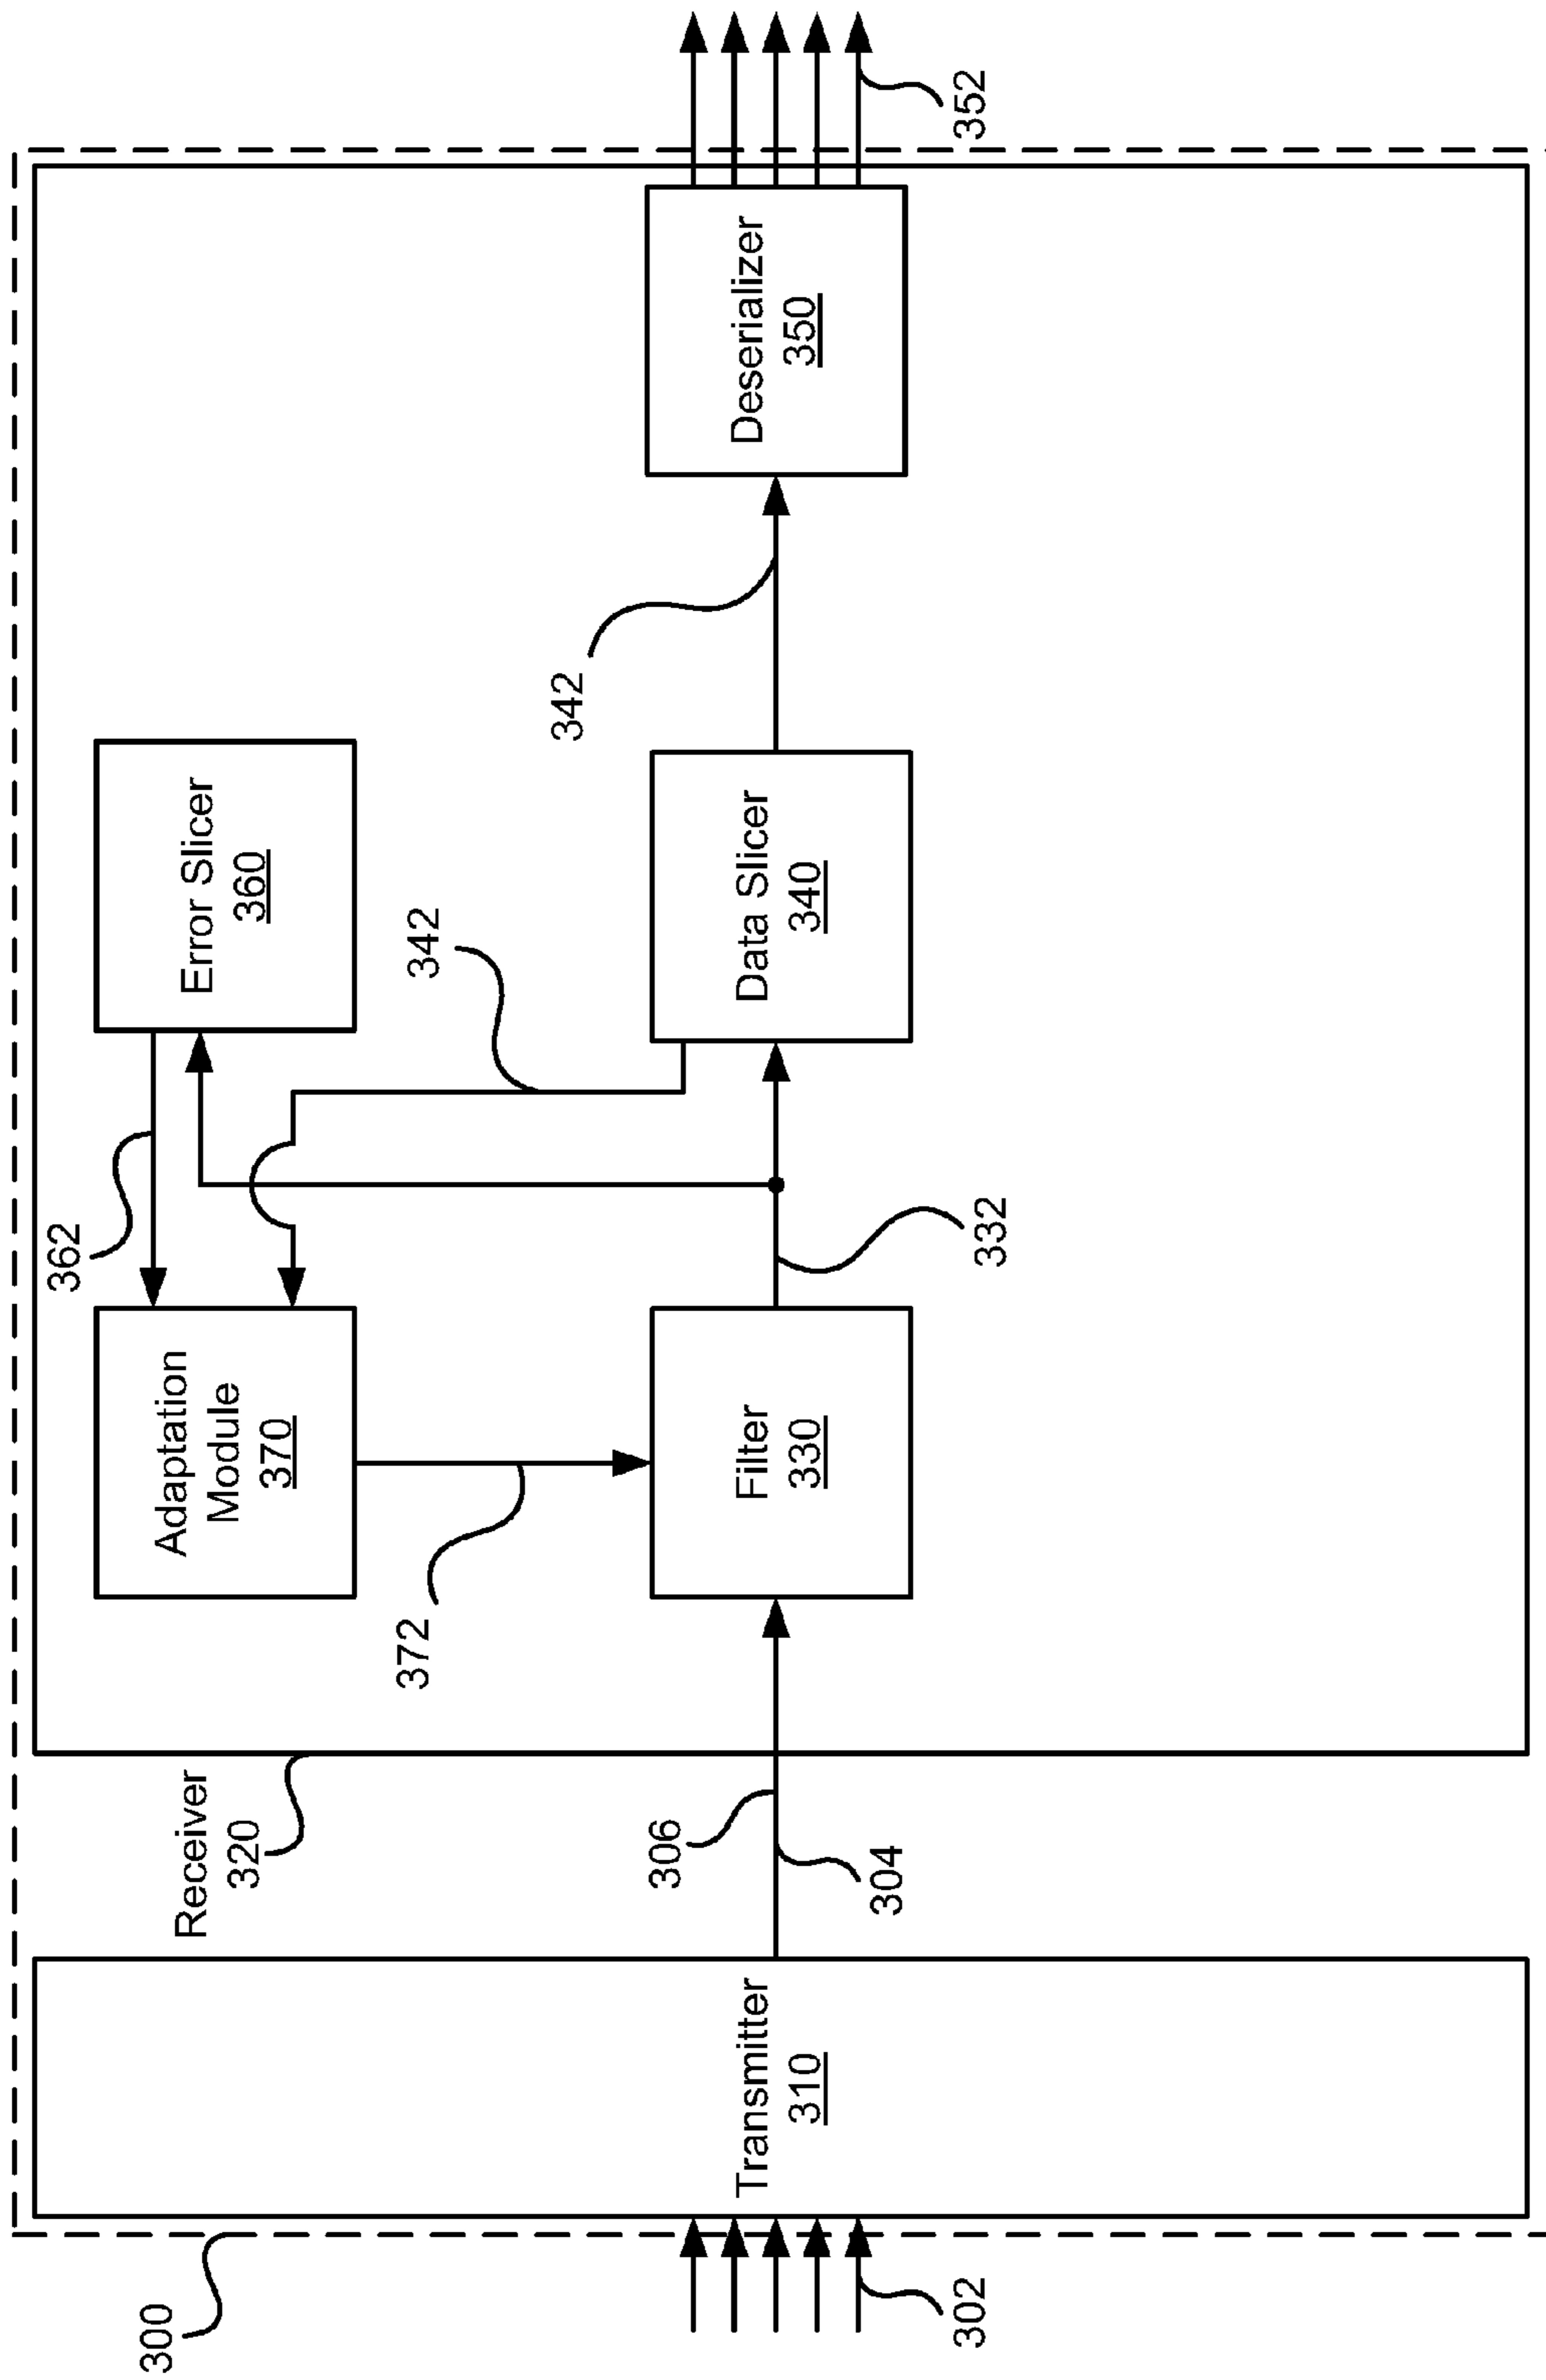 300
302
Transmitter
310
304
306
Receiver
320
Adaptation
Module
370
372
Filter
330
332
362
342
Error Slicer
360
Data Slicer
340
342
Deserializer
350
352